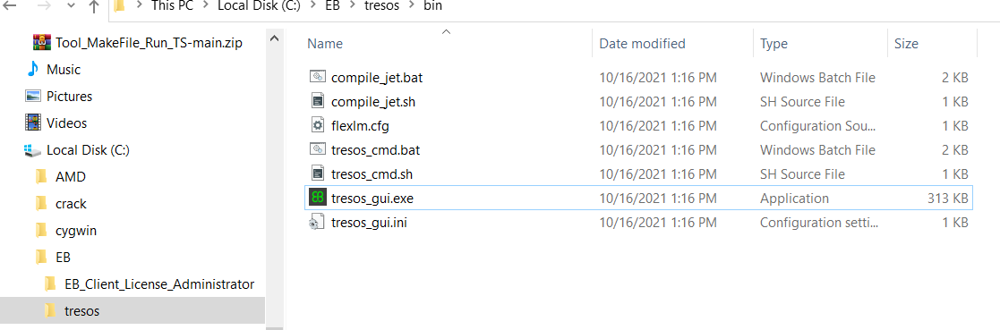 This PC > Local Disk (C:) > EB > tresos > bin
Tool_MakeFile_Run_TS-main.zip
Music
Pictures
Videos
Local Disk (C:)
AMD
crack
cygwin
EB
EB_Client_License_Administrator
tresos
Name Date modified Type Size
compile_jet.bat 10/16/2021 1:16 PM Windows Batch File 2 KB
compile_jet.sh 10/16/2021 1:16 PM SH Source File 1 KB
flexlm.cfg 10/16/2021 1:16 PM Configuration Sou... 1 KB
tresos_cmd.bat 10/16/2021 1:16 PM Windows Batch File 2 KB
tresos_cmd.sh 10/16/2021 1:16 PM SH Source File 1 KB
tresos_gui.exe 10/16/2021 1:16 PM Application 313 KB
tresos_gui.ini 10/16/2021 1:16 PM Configuration setti... 1 KB